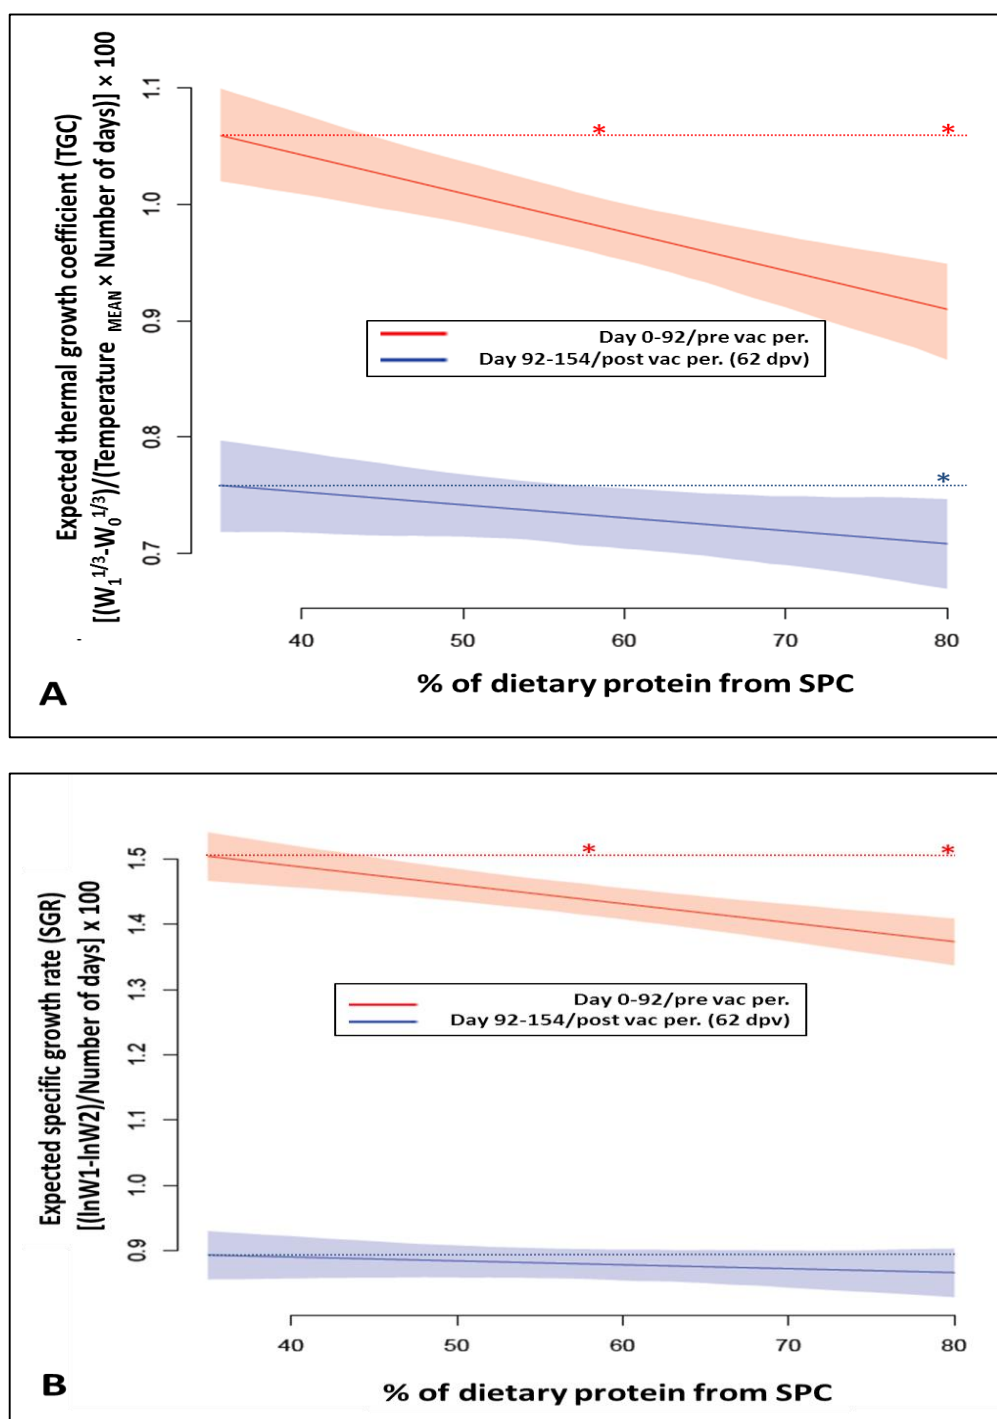 Expected thermal growth coefficient (TGC)
[(W₁^1/3-W₀^1/3)/(Temperature MEAN × Number of days)] × 100
1.1
1.0
0.9
0.8
0.7
*
*
*
Day 0-92/pre vac per.
Day 92-154/post vac per. (62 dpv)
40 50 60 70 80
% of dietary protein from SPC
A
Expected specific growth rate (SGR)
[(lnW1-lnW2)/Number of days] x 100
1.5
1.4
1.3
1.2
1.1
1.0
0.9
*
*
Day 0-92/pre vac per.
Day 92-154/post vac per. (62 dpv)
40 50 60 70 80
% of dietary protein from SPC
B